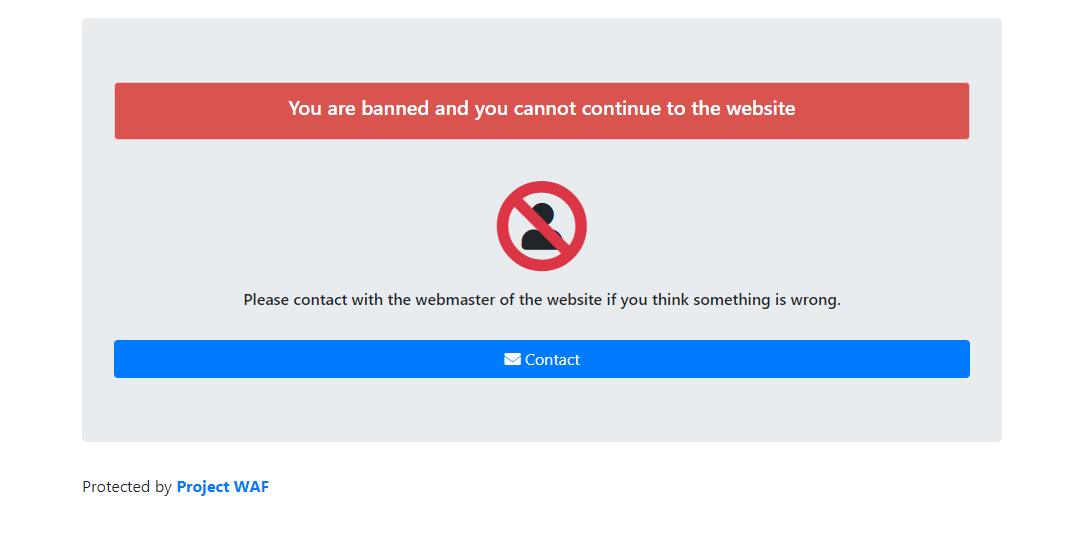 You are banned and you cannot continue to the website
Please contact with the webmaster of the website if you think something is wrong.
Contact
Protected by Project WAF